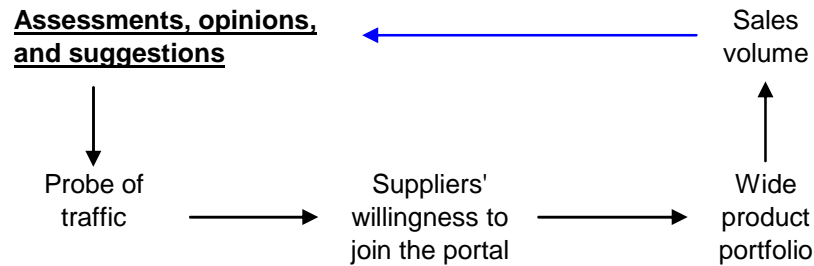 Assessments, opinions,
and suggestions
Sales
volume
Probe of
traffic
Suppliers'
willingness to
join the portal
Wide
product
portfolio